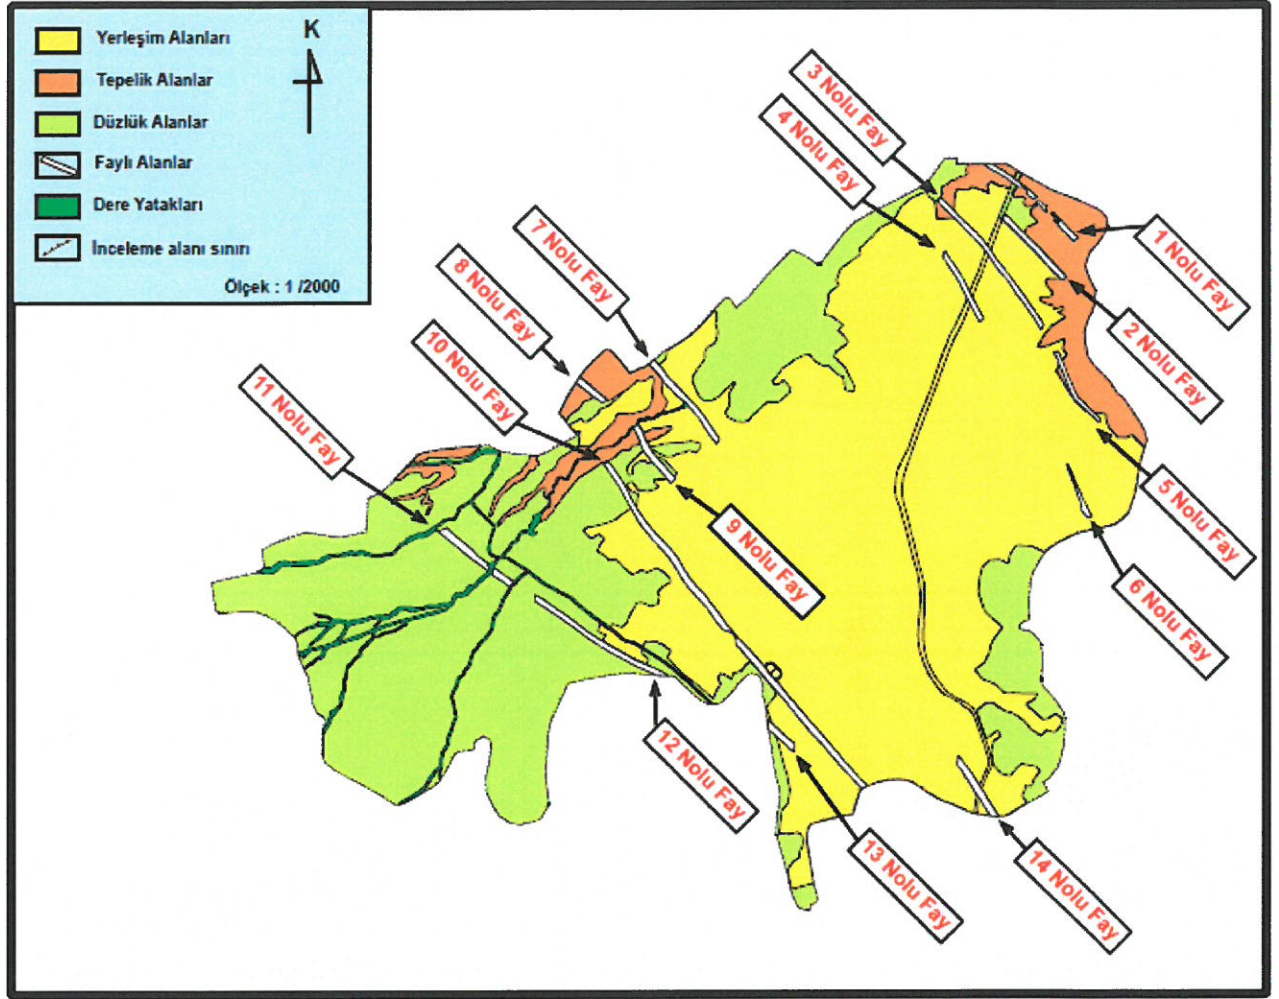 Yerleşim Alanları
K
Tepelik Alanlar
Düzlük Alanlar
Faylı Alanlar
Dere Yatakları
İnceleme alanı sınırı
Ölçek : 1 /2000
3 Nolu Fay
4 Nolu Fay
7 Nolu Fay
8 Nolu Fay
10 Nolu Fay
11 Nolu Fay
1 Nolu Fay
2 Nolu Fay
5 Nolu Fay
9 Nolu Fay
6 Nolu Fay
12 Nolu Fay
13 Nolu Fay
14 Nolu Fay